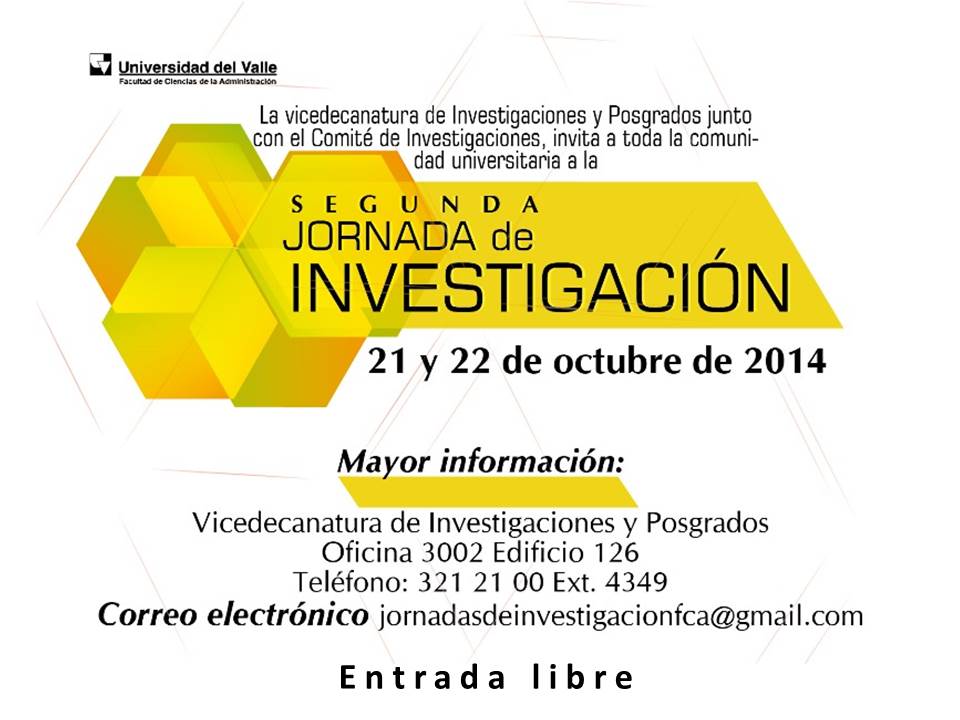 Universidad del Valle
Facultad de Ciencias de la Administración
La vicedecanatura de Investigaciones y Posgrados junto
con el Comité de Investigaciones, invita a toda la comuni-
dad universitaria a la
SEGUNDA
JORNADA de
INVESTIGACIÓN
21 y 22 de octubre de 2014
Mayor información:
Vicedecanatura de Investigaciones y Posgrados
Oficina 3002 Edificio 126
Teléfono: 321 21 00 Ext. 4349
Correo electrónico jornadasdeinvestigacionfca@gmail.com
Entrada libre